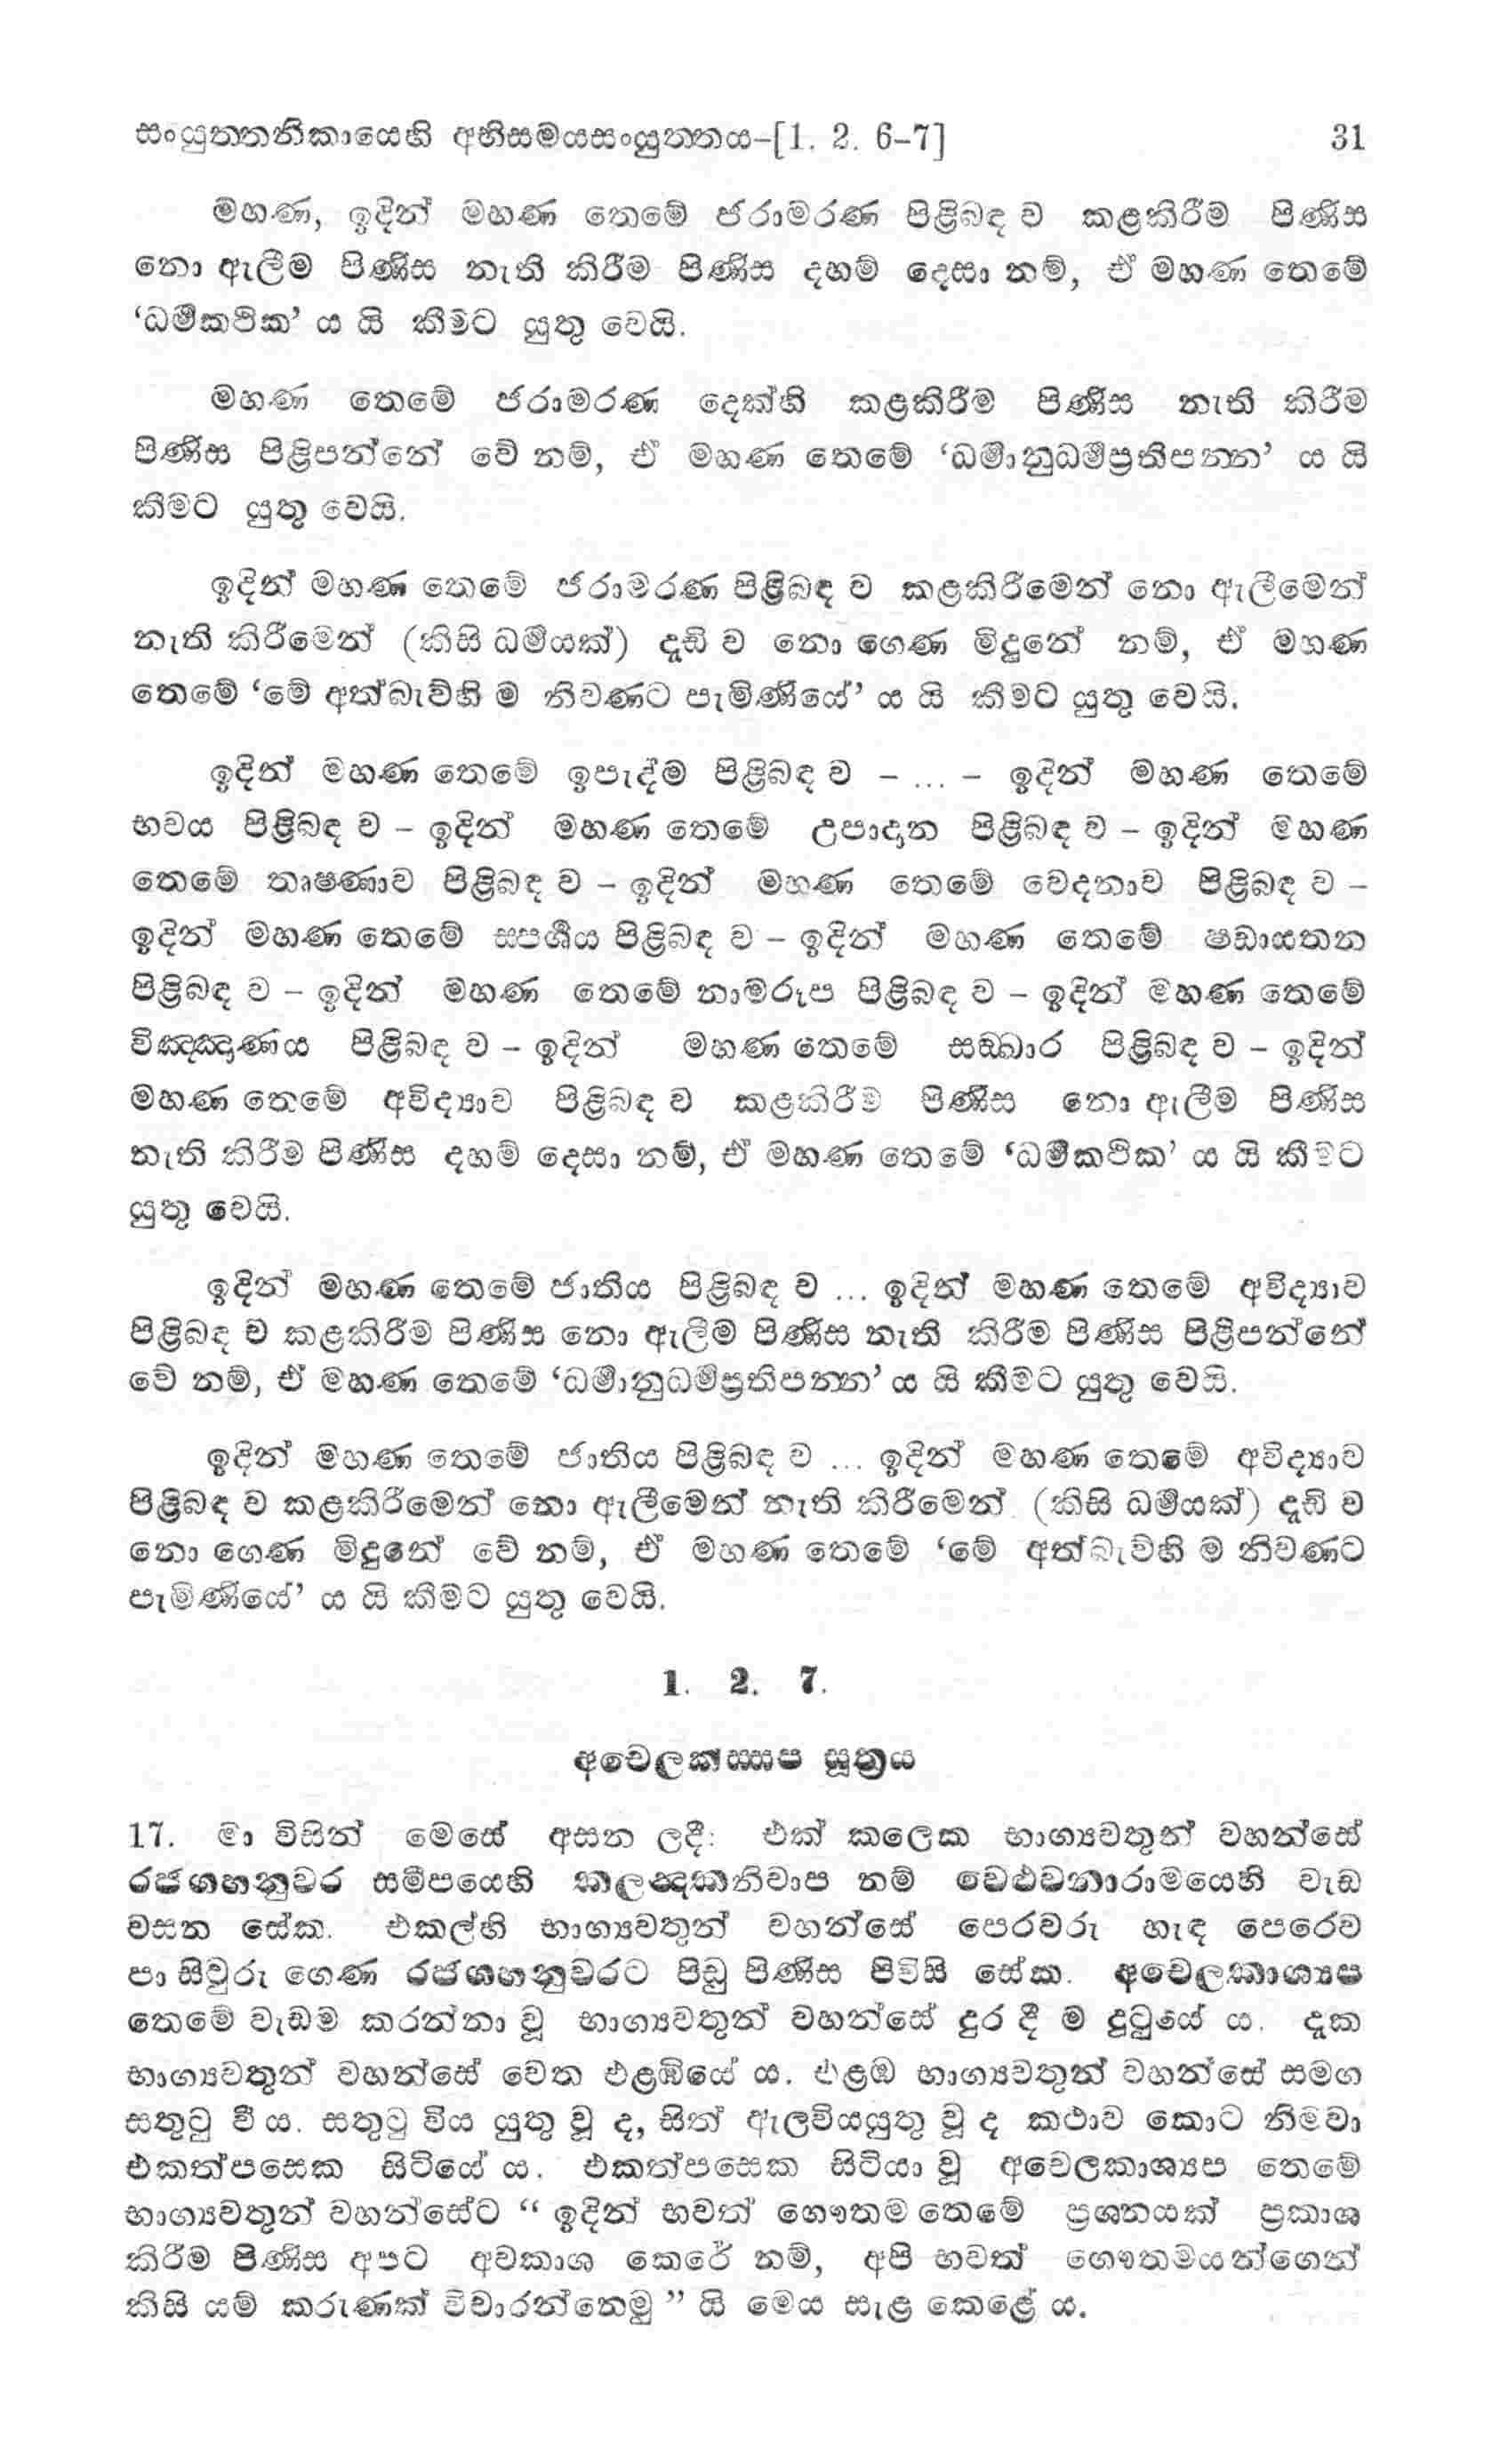 සංයුත්තනිකායෙහි අභිසමයසංයුත්තය-[1. 2. 6-7] 31
මහණ, ඉදින් මහණ තෙමේ ජරාමරණ පිළිබඳ ව කළකිරීම පිණිස
නො ඇලීම පිණිස නැති කිරීම පිණිස දහම් දෙසා නම්, ඒ මහණ තෙමේ
‘ධර්‍මකථික’ ය යි කීමට යුතු වෙයි.
මහණ තෙමේ ජරාමරණ දෙක්හි කළකිරීම පිණිස නැති කිරීම
පිණිස පිළිපන්නේ වේ නම්, ඒ මහණ තෙමේ ‘ධර්‍මානුධර්‍මප්‍රතිපන්න’ ය යි
කීමට යුතු වෙයි.
ඉදින් මහණ තෙමේ ජරාමරණ පිළිබඳ ව කළකිරීමෙන් නො ඇලීමෙන්
නැති කිරීමෙන් (කිසි ධර්‍මයක්) දැඩි ව නො ගෙණ මිදුනේ නම්, ඒ මහණ
තෙමේ ‘මේ අත්බැව්හි ම නිවණට පැමිණියේ’ ය යි කීමට යුතු වෙයි.
ඉදින් මහණ තෙමේ ඉපැද්ම පිළිබඳ ව - ... - ඉදින් මහණ තෙමේ
භවය පිළිබඳ ව - ඉදින් මහණ තෙමේ උපාදාන පිළිබඳ ව - ඉදින් මහණ
තෙමේ තෘෂණාව පිළිබඳ ව - ඉදින් මහණ තෙමේ වෙදනාව පිළිබඳ ව -
ඉදින් මහණ තෙමේ ස්පර්‍ශය පිළිබඳ ව - ඉදින් මහණ තෙමේ ෂඩායතන
පිළිබඳ ව - ඉදින් මහණ තෙමේ නාමරූප පිළිබඳ ව - ඉදින් මහණ තෙමේ
විඤ්ඤාණය පිළිබඳ ව - ඉදින් මහණ තෙමේ සඞ්ඛාර පිළිබඳ ව - ඉදින්
මහණ තෙමේ අවිද්‍යාව පිළිබඳ ව කළකිරීම පිණිස නො ඇලීම පිණිස
නැති කිරීම පිණිස දහම් දෙසා නම්, ඒ මහණ තෙමේ ‘ධර්‍මකථික’ ය යි කීමට
යුතු වෙයි.
ඉදින් මහණ තෙමේ ජාතිය පිළිබඳ ව ... ඉදින් මහණ තෙමේ අවිද්‍යාව
පිළිබඳ ව කළකිරීම පිණිස නො ඇලීම පිණිස නැති කිරීම පිණිස පිළිපන්නේ
වේ නම්, ඒ මහණ තෙමේ ‘ධර්‍මානුධර්‍මප්‍රතිපන්න’ ය යි කීමට යුතු වෙයි.
ඉදින් මහණ තෙමේ ජාතිය පිළිබඳ ව ... ඉදින් මහණ තෙමේ අවිද්‍යාව
පිළිබඳ ව කළකිරීමෙන් නො ඇලීමෙන් නැති කිරීමෙන් (කිසි ධර්‍මයක්) දැඩි ව
නො ගෙණ මිදුනේ වේ නම්, ඒ මහණ තෙමේ ‘මේ අත්බැව්හි ම නිවණට
පැමිණියේ’ ය යි කීමට යුතු වෙයි.
1. 2. 7.
අචෙලකස්සප සූත්‍රය
17. මා විසින් මෙසේ අසන ලදී: එක් කලෙක භාග්‍යවතුන් වහන්සේ
රජගහනුවර සමීපයෙහි කලන්‍දකනිවාප නම් වෙළුවනාරාමයෙහි වැඩ
වසන සේක. එකල්හි භාග්‍යවතුන් වහන්සේ පෙරවරු හැඳ පෙරෙව
පා සිවුරු ගෙණ රජගහනුවරට පිඬු පිණිස පිවිසි සේක. අචෙලකාශ්‍යප
තෙමේ වැඩම කරන්නා වූ භාග්‍යවතුන් වහන්සේ දුර දී ම දුටුයේ ය. දැක
භාග්‍යවතුන් වහන්සේ වෙත එළඹියේ ය. එළඹ භාග්‍යවතුන් වහන්සේ සමග
සතුටු වී ය. සතුටු විය යුතු වූ ද, සිත් ඇලවියයුතු වූ ද කථාව කොට නිමවා
එකත්පසෙක සිටියේ ය. එකත්පසෙක සිටියා වූ අචෙලකාශ්‍යප තෙමේ
භාග්‍යවතුන් වහන්සේට “ ඉදින් භවත් ගෞතම තෙමේ ප්‍රශ්නයක් ප්‍රකාශ
කිරීම පිණිස අපට අවකාශ කෙරේ නම්, අපි භවත් ගෞතමයන්ගෙන්
කිසි යම් කරුණක් විචාරන්නෙමු ” යි මෙය සැළ කෙළේ ය.